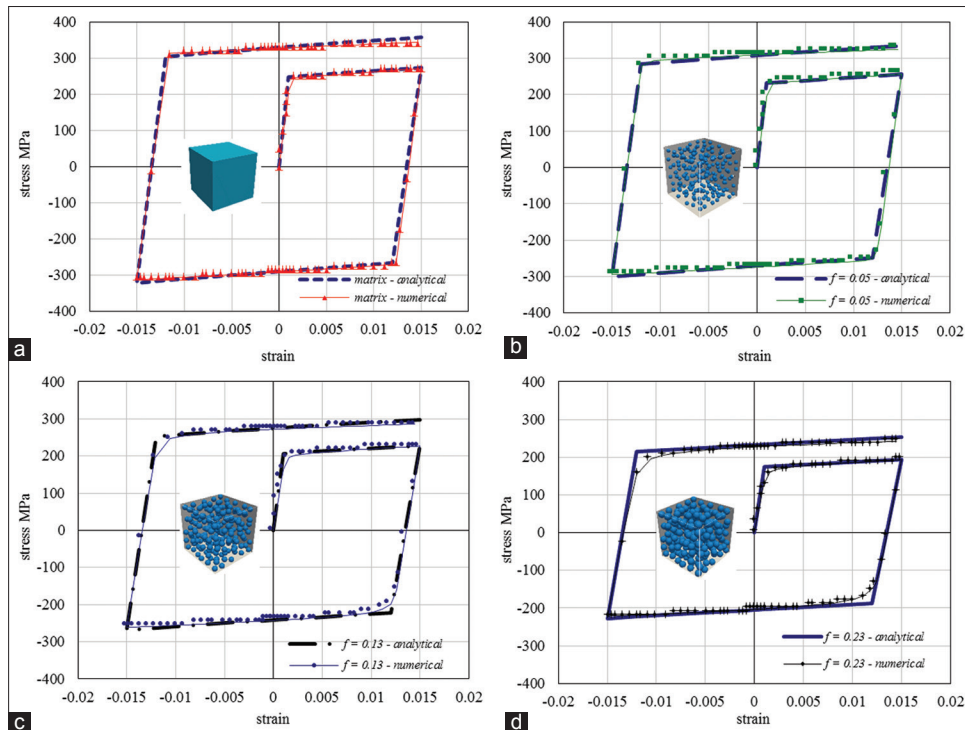 400
300
200
100
0
-100
-200
-300
-400
stress MPa
-0.02 -0.015 -0.01 -0.005 0 0.005 0.01 0.015 0.02
strain
matrix - analytical
matrix - numerical
a
400
300
200
100
0
-100
-200
-300
-400
stress MPa
-0.02 -0.015 -0.01 -0.005 0 0.005 0.01 0.015 0.02
strain
f = 0.05 - analytical
f = 0.05 - numerical
b
400
300
200
100
0
-100
-200
-300
-400
stress MPa
-0.02 -0.015 -0.01 -0.005 0 0.005 0.01 0.015 0.02
strain
f = 0.13 - analytical
f = 0.13 - numerical
c
400
300
200
100
0
-100
-200
-300
-400
stress MPa
-0.02 -0.015 -0.01 -0.005 0 0.005 0.01 0.015 0.02
strain
f = 0.23 - analytical
f = 0.23 - numerical
d